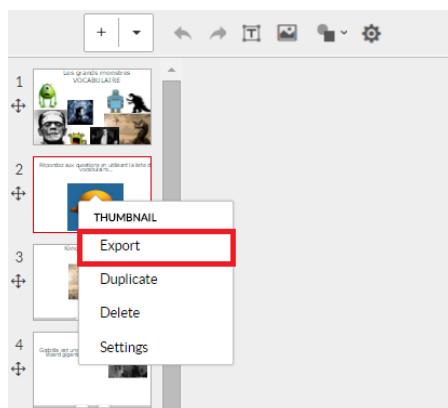 1
Les grands monstres
VOCABULAIRE
2
Répondez aux questions en utilisant la liste de
vocabulaire...
THUMBNAIL
Export
3
Duplicate
Delete
4
Settings